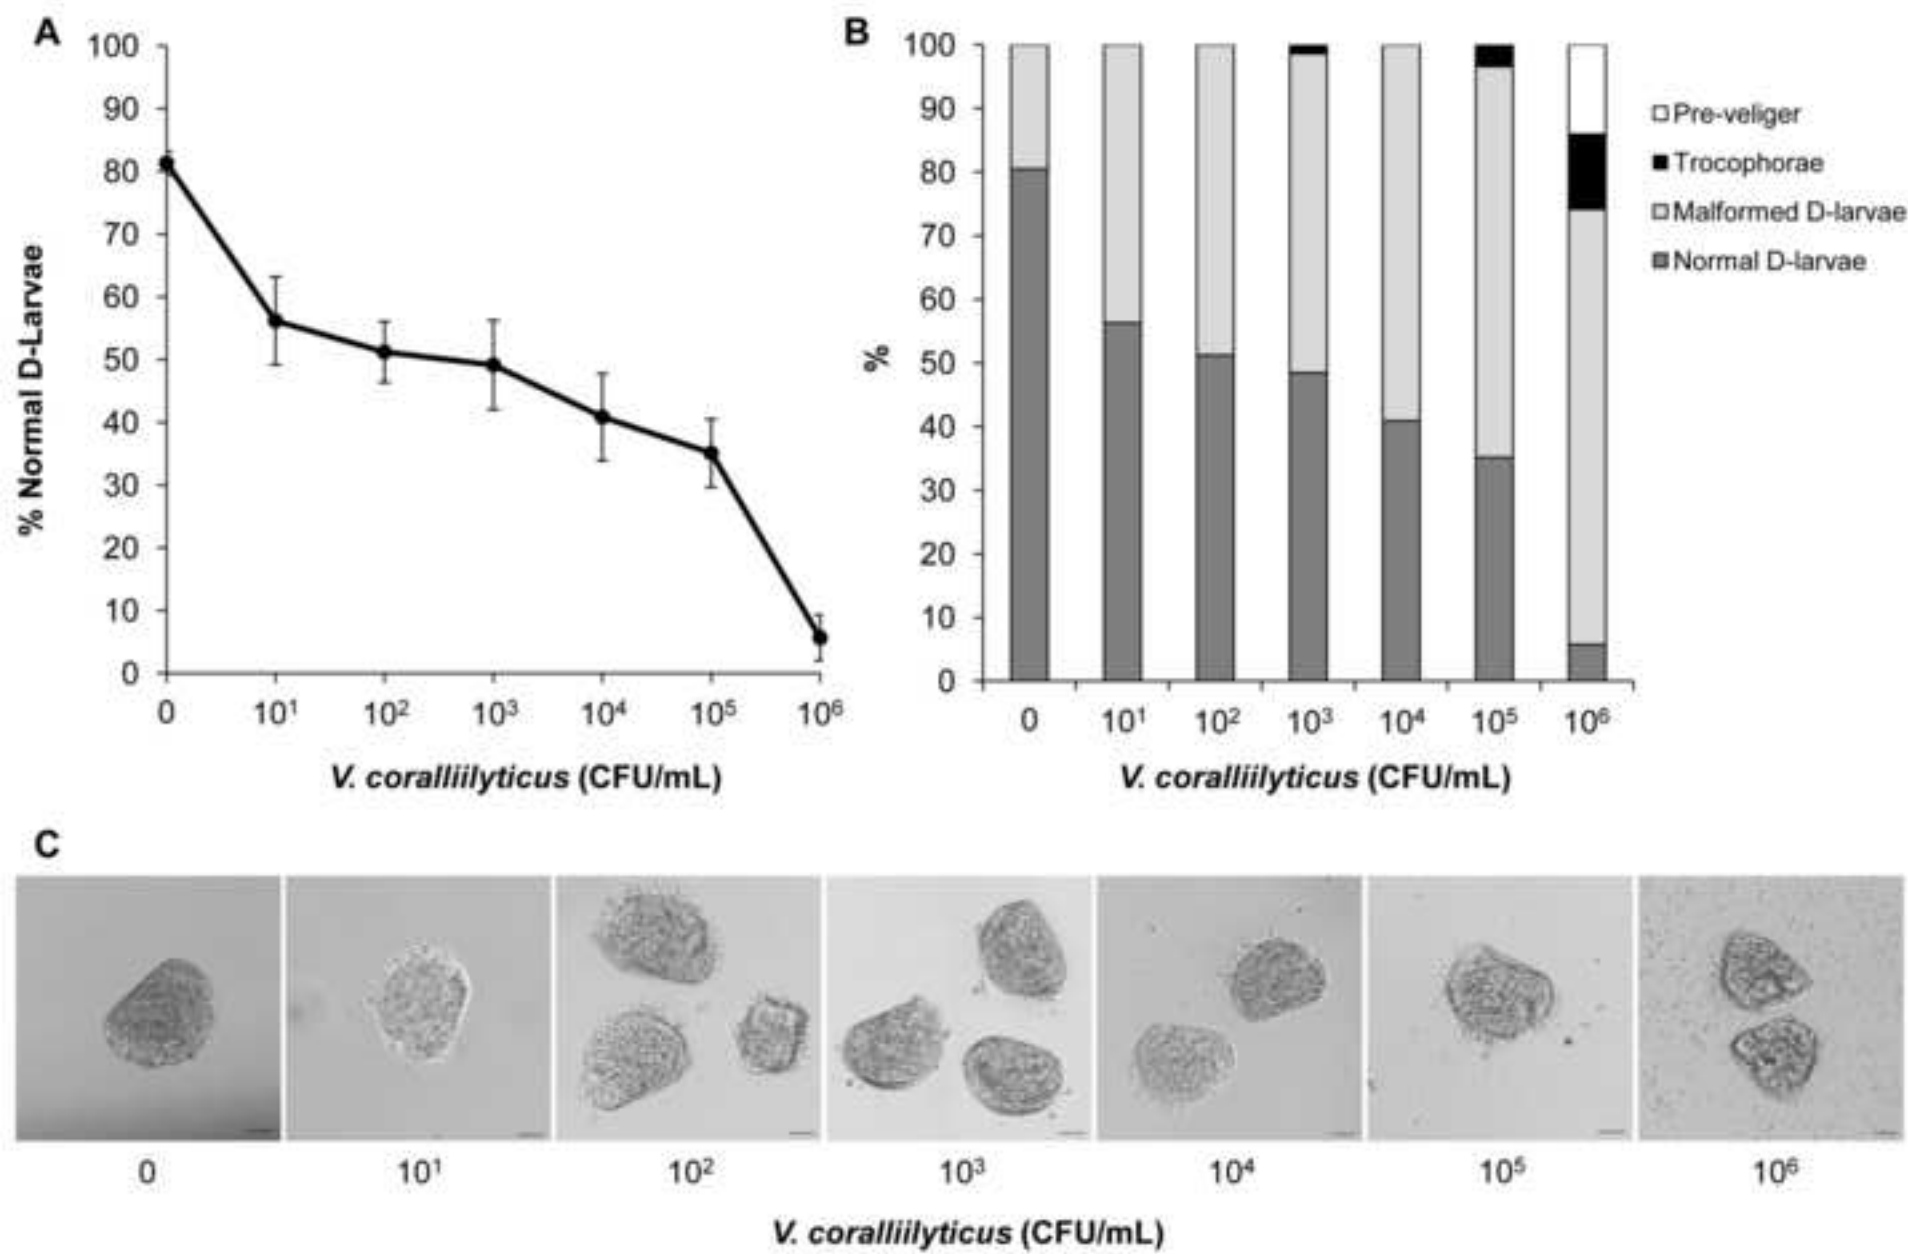 A
100
90
80
70
60
50
40
30
20
10
0
% Normal D-Larvae
0 10¹ 10² 10³ 10⁴ 10⁵ 10⁶
V. coralliilyticus (CFU/mL)
B
100
90
80
70
60
50
40
30
20
10
0
%
0 10¹ 10² 10³ 10⁴ 10⁵ 10⁶
V. coralliilyticus (CFU/mL)
Pre-veliger
Trocophorae
Malformed D-larvae
Normal D-larvae
C
0 10¹ 10² 10³ 10⁴ 10⁵ 10⁶
V. coralliilyticus (CFU/mL)